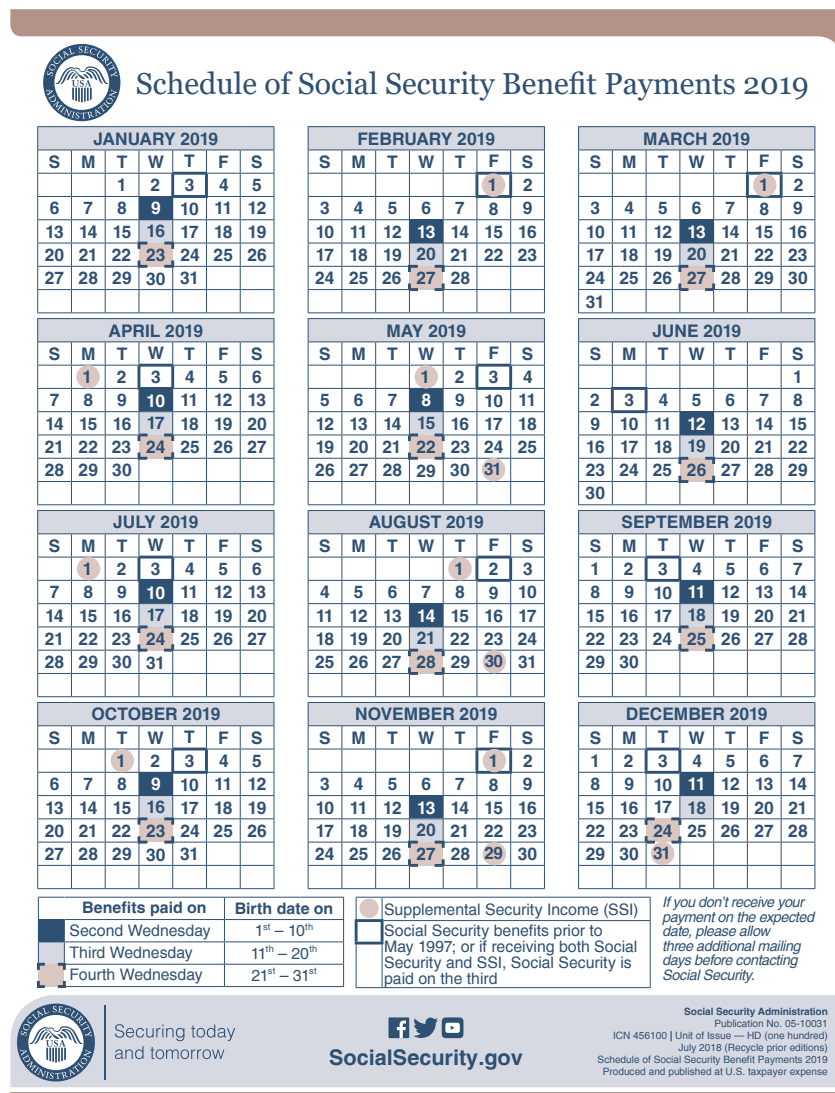 SOCIAL SECURITY
USA
ADMINISTRATION
Schedule of Social Security Benefit Payments 2019
JANUARY 2019
S M T W T F S
1 2 3 4 5
6 7 8 9 10 11 12
13 14 15 16 17 18 19
20 21 22 23 24 25 26
27 28 29 30 31
FEBRUARY 2019
S M T W T F S
1 2
3 4 5 6 7 8 9
10 11 12 13 14 15 16
17 18 19 20 21 22 23
24 25 26 27 28
MARCH 2019
S M T W T F S
1 2
3 4 5 6 7 8 9
10 11 12 13 14 15 16
17 18 19 20 21 22 23
24 25 26 27 28 29 30
31
APRIL 2019
S M T W T F S
1 2 3 4 5 6
7 8 9 10 11 12 13
14 15 16 17 18 19 20
21 22 23 24 25 26 27
28 29 30
MAY 2019
S M T W T F S
1 2 3 4
5 6 7 8 9 10 11
12 13 14 15 16 17 18
19 20 21 22 23 24 25
26 27 28 29 30 31
JUNE 2019
S M T W T F S
1
2 3 4 5 6 7 8
9 10 11 12 13 14 15
16 17 18 19 20 21 22
23 24 25 26 27 28 29
30
JULY 2019
S M T W T F S
1 2 3 4 5 6
7 8 9 10 11 12 13
14 15 16 17 18 19 20
21 22 23 24 25 26 27
28 29 30 31
AUGUST 2019
S M T W T F S
1 2 3
4 5 6 7 8 9 10
11 12 13 14 15 16 17
18 19 20 21 22 23 24
25 26 27 28 29 30 31
SEPTEMBER 2019
S M T W T F S
1 2 3 4 5 6 7
8 9 10 11 12 13 14
15 16 17 18 19 20 21
22 23 24 25 26 27 28
29 30
OCTOBER 2019
S M T W T F S
1 2 3 4 5
6 7 8 9 10 11 12
13 14 15 16 17 18 19
20 21 22 23 24 25 26
27 28 29 30 31
NOVEMBER 2019
S M T W T F S
1 2
3 4 5 6 7 8 9
10 11 12 13 14 15 16
17 18 19 20 21 22 23
24 25 26 27 28 29 30
DECEMBER 2019
S M T W T F S
1 2 3 4 5 6 7
8 9 10 11 12 13 14
15 16 17 18 19 20 21
22 23 24 25 26 27 28
29 30 31
Benefits paid on Birth date on
Second Wednesday 1st – 10th
Third Wednesday 11th – 20th
Fourth Wednesday 21st – 31st
Supplemental Security Income (SSI)
Social Security benefits prior to
May 1997; or if receiving both Social
Security and SSI, Social Security is
paid on the third
If you don't receive your
payment on the expected
date, please allow
three additional mailing
days before contacting
Social Security.
SOCIAL SECURITY
USA
ADMINISTRATION
Securing today
and tomorrow
SocialSecurity.gov
Social Security Administration
Publication No. 05-10031
ICN 456100 | Unit of Issue — HD (one hundred)
July 2018 (Recycle prior editions)
Schedule of Social Security Benefit Payments 2019
Produced and published at U.S. taxpayer expense